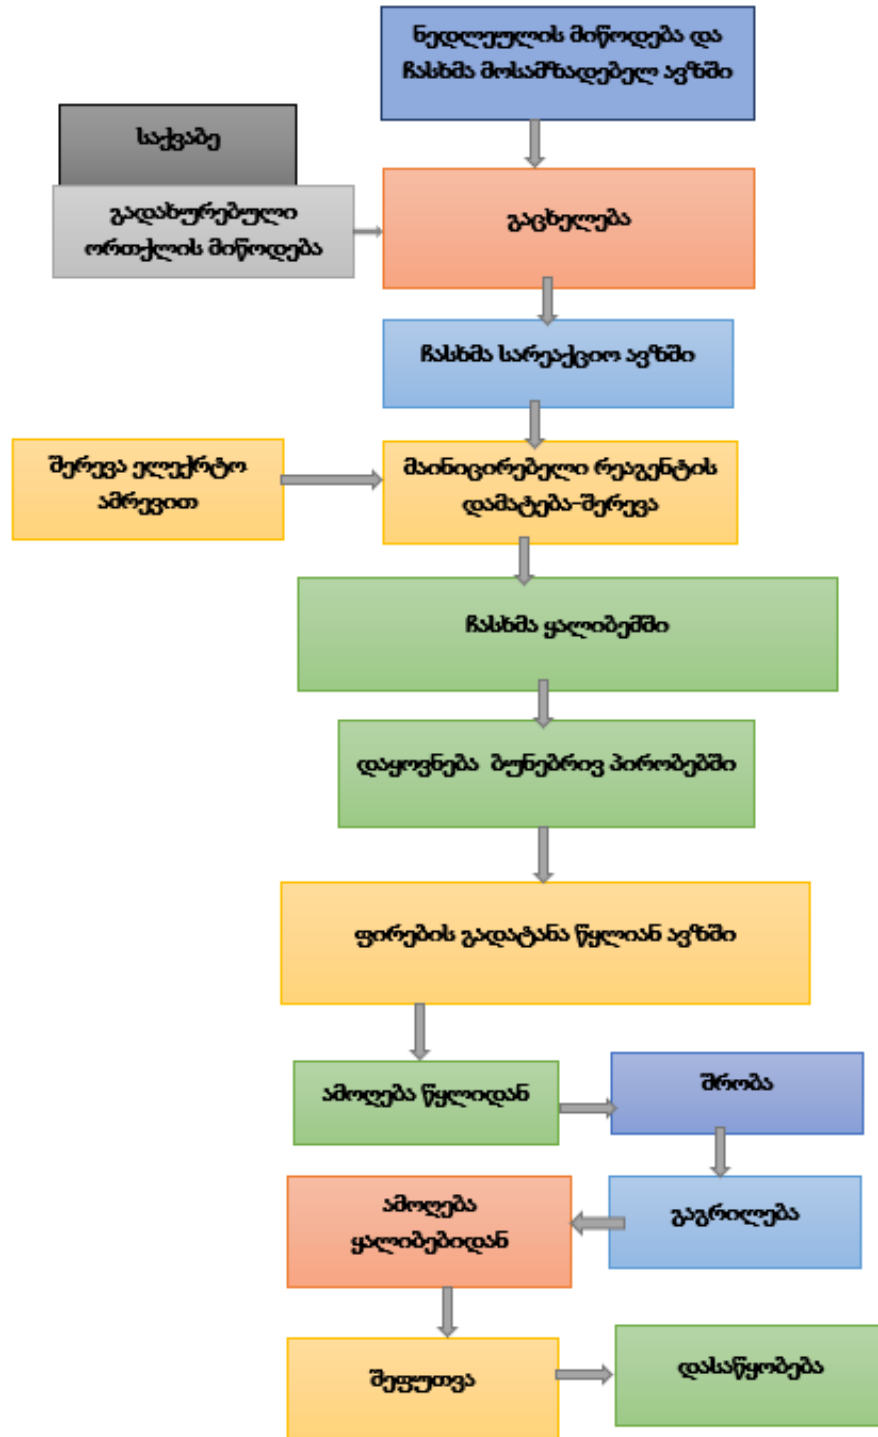 ნედლეულის მიწოდება და
ჩასხმა მოსამზადებელ ავზში
საქვაბე
გადახურებული
ორთქლის მიწოდება
გაცხელება
ჩასხმა სარეაქციო ავზში
შერევა ელექრტო
ამრევით
მაინიცირებელი რეაგენტის
დამატება-შერევა
ჩასხმა ყალიბემში
დაყოვნება ბუნებრივ პირობებში
ფირების გადატანა წყლიან ავზში
ამოღება წყლიდან
შრობა
ამოღება
ყალიბებიდან
გაგრილება
შეფუთვა
დასაწყობება